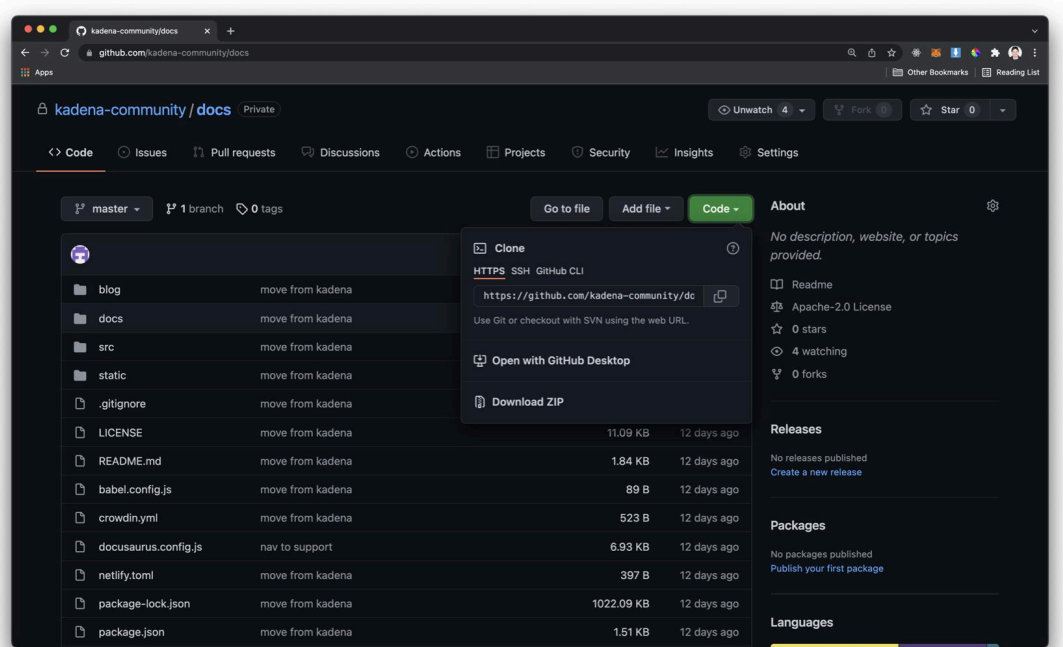 kadena-community/docs
github.com/kadena-community/docs
Apps
Other Bookmarks
Reading List
kadena-community / docs Private
Unwatch 4
Fork 0
Star 0
Code
Issues
Pull requests
Discussions
Actions
Projects
Security
Insights
Settings
master
1 branch
0 tags
Go to file
Add file
Code
About
No description, website, or topics
provided.
Readme
Apache-2.0 License
0 stars
4 watching
0 forks
Clone
HTTPS SSH GitHub CLI
https://github.com/kadena-community/do
Use Git or checkout with SVN using the web URL.
Open with GitHub Desktop
Download ZIP
blog move from kadena
docs move from kadena
src move from kadena
static move from kadena
.gitignore move from kadena
LICENSE move from kadena 11.09 KB 12 days ago
README.md move from kadena 1.84 KB 12 days ago
babel.config.js move from kadena 89 B 12 days ago
crowdin.yml move from kadena 523 B 12 days ago
docusaurus.config.js nav to support 6.93 KB 12 days ago
netlify.toml move from kadena 397 B 12 days ago
package-lock.json move from kadena 1022.09 KB 12 days ago
package.json move from kadena 1.51 KB 12 days ago
Releases
No releases published
Create a new release
Packages
No packages published
Publish your first package
Languages